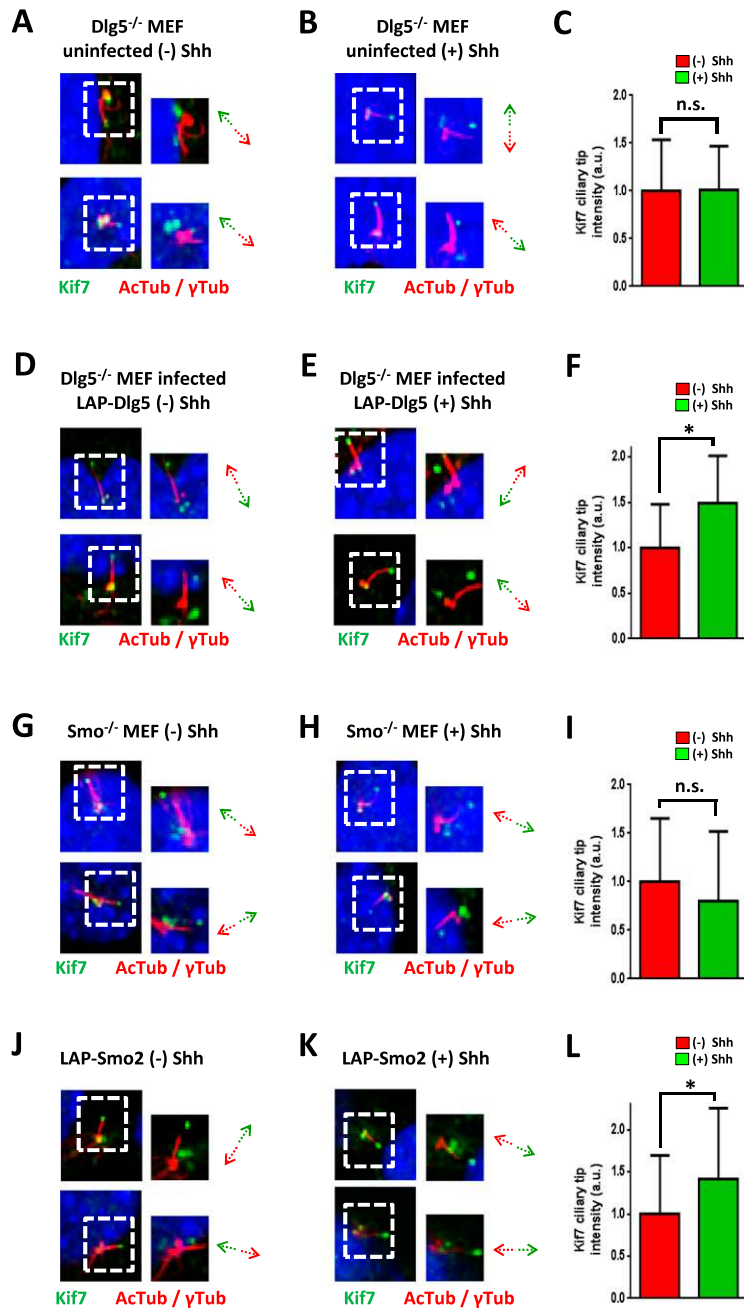 A
Dlg5-/- MEF
uninfected (-) Shh
Kif7 AcTub / γTub
B
Dlg5-/- MEF
uninfected (+) Shh
Kif7 AcTub / γTub
C
(-) Shh
(+) Shh
n.s.
Kif7 ciliary tip
intensity (a.u.)
2.0
1.5
1.0
0.5
0.0
D
Dlg5-/- MEF infected
LAP-Dlg5 (-) Shh
Kif7 AcTub / γTub
E
Dlg5-/- MEF infected
LAP-Dlg5 (+) Shh
Kif7 AcTub / γTub
F
(-) Shh
(+) Shh
*
Kif7 ciliary tip
intensity (a.u.)
2.0
1.5
1.0
0.5
0.0
G
Smo-/- MEF (-) Shh
Kif7 AcTub / γTub
H
Smo-/- MEF (+) Shh
Kif7 AcTub / γTub
I
(-) Shh
(+) Shh
n.s.
Kif7 ciliary tip
intensity (a.u.)
2.0
1.5
1.0
0.5
0.0
J
LAP-Smo2 (-) Shh
Kif7 AcTub / γTub
K
LAP-Smo2 (+) Shh
Kif7 AcTub / γTub
L
(-) Shh
(+) Shh
*
Kif7 ciliary tip
intensity (a.u.)
2.0
1.5
1.0
0.5
0.0